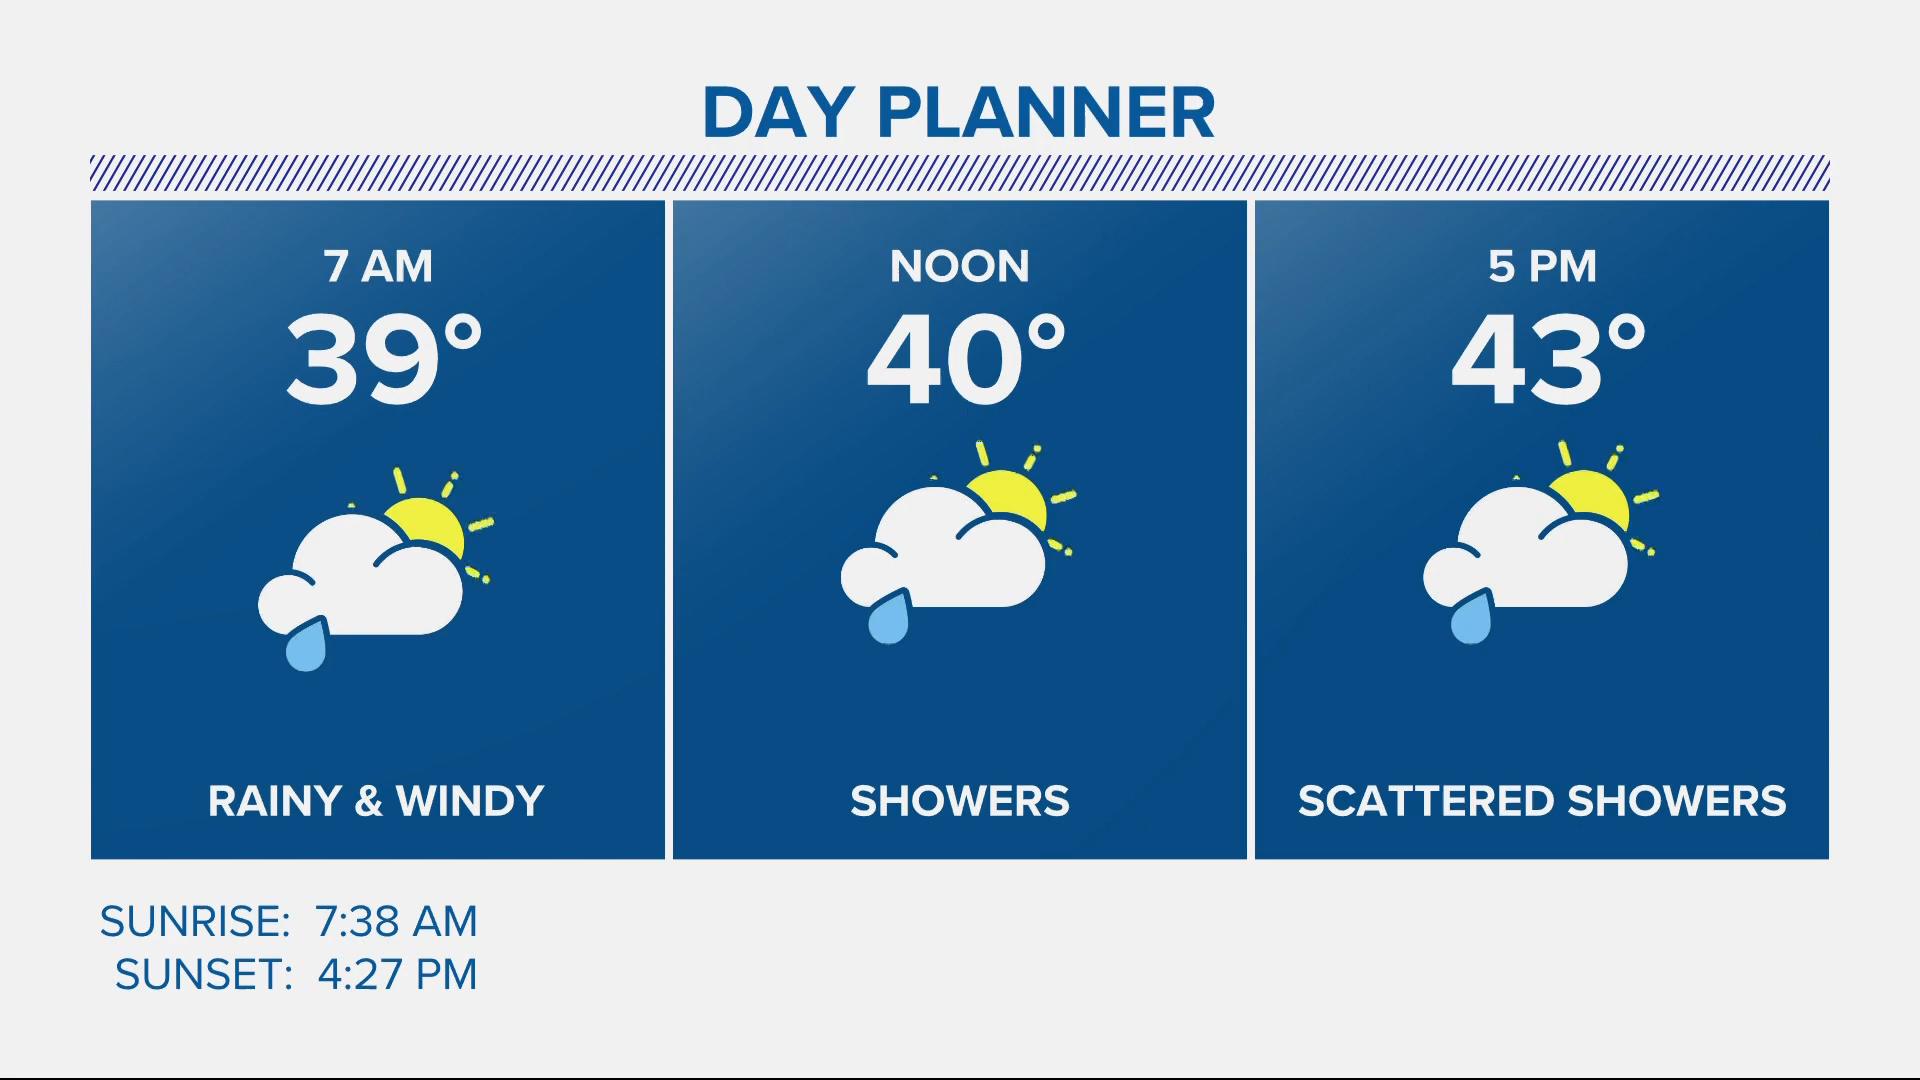 DAY PLANNER
7 AM
39°
RAINY & WINDY
NOON
40°
SHOWERS
5 PM
43°
SCATTERED SHOWERS
SUNRISE: 7:38 AM
SUNSET: 4:27 PM